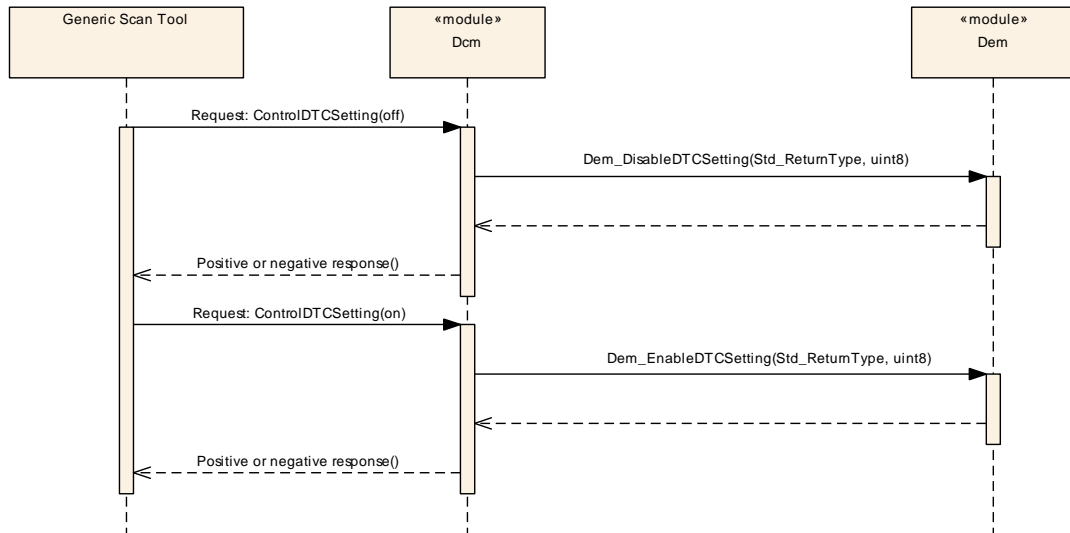 Generic Scan Tool
«module»
Dcm
«module»
Dem
Request: ControlDTCSetting(off)
Dem_DisableDTCSetting(Std_ReturnType, uint8)
Positive or negative response()
Request: ControlDTCSetting(on)
Dem_EnableDTCSetting(Std_ReturnType, uint8)
Positive or negative response()